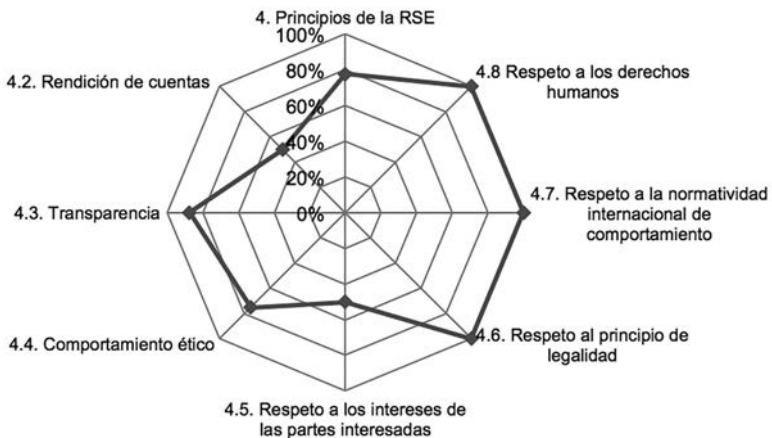 4. Principios de la RSE
100%
80%
60%
40%
20%
0%
4.8 Respeto a los derechos
humanos
4.7. Respeto a la normatividad
internacional de
comportamiento
4.6. Respeto al principio de
legalidad
4.5. Respeto a los intereses de
las partes interesadas
4.4. Comportamiento ético
4.3. Transparencia
4.2. Rendición de cuentas